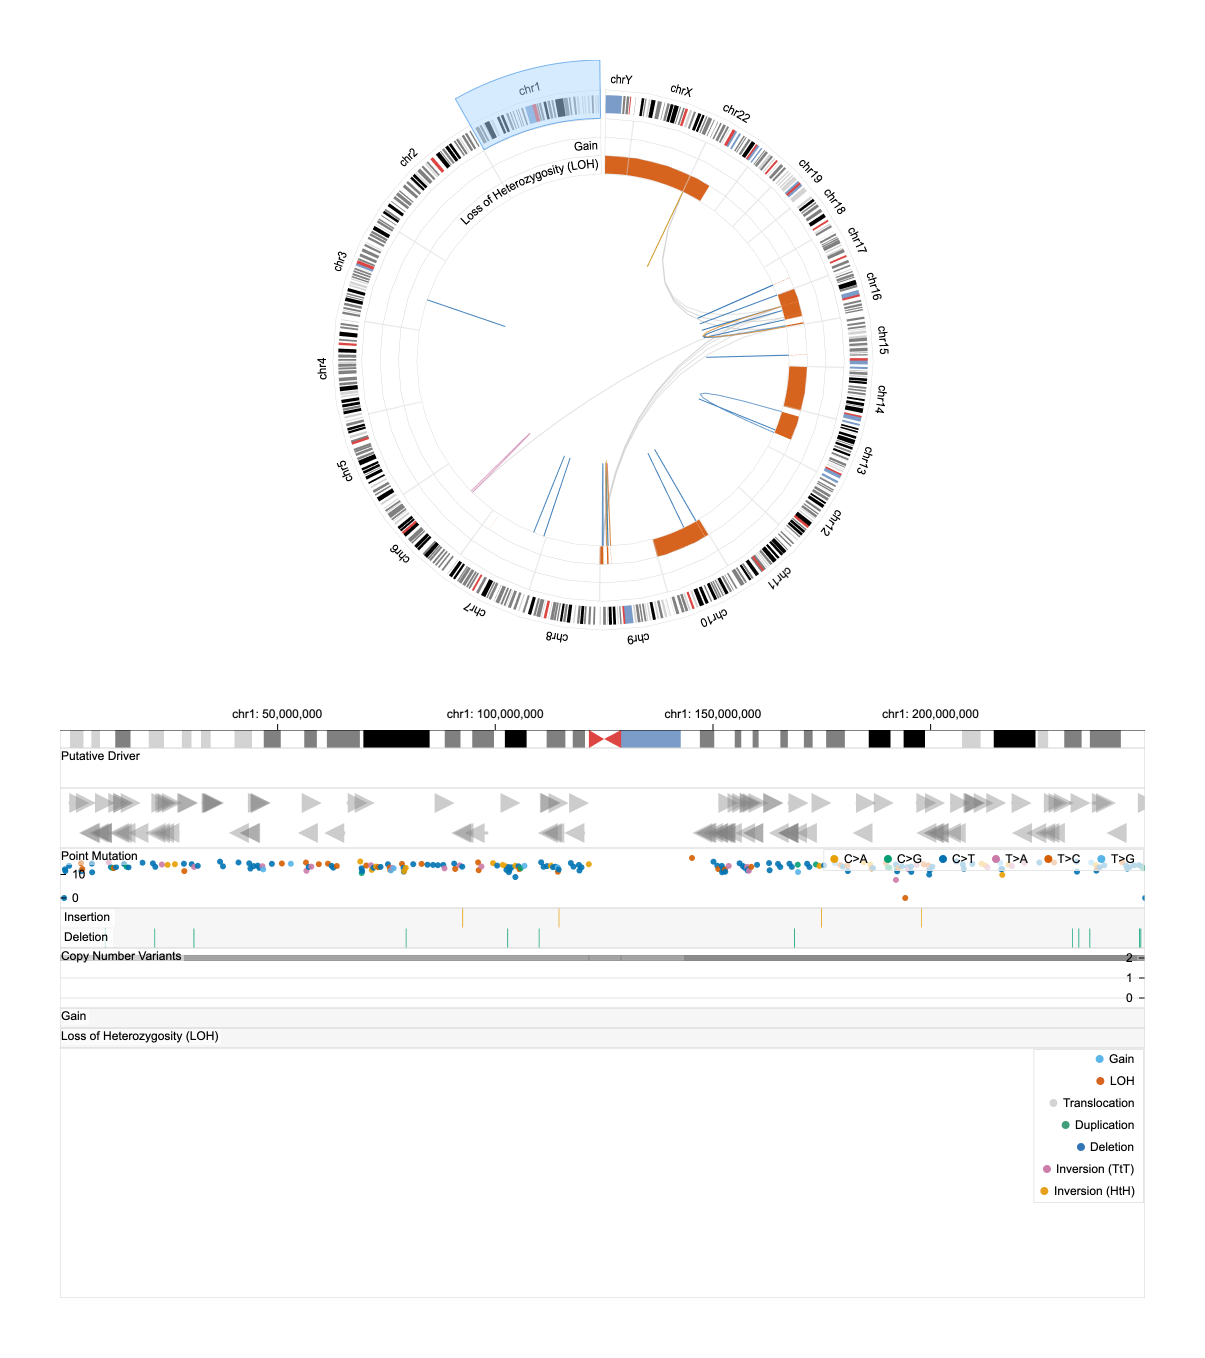 chr1
chrY
chrX
chr22
chr19
chr18
chr17
chr16
chr15
chr14
chr13
chr12
chr11
chr10
chr9
chr8
chr7
chr6
chr5
chr4
chr3
chr2
Gain
Loss of Heterozygosity (LOH)
chr1: 50,000,000 chr1: 100,000,000 chr1: 150,000,000 chr1: 200,000,000
Putative Driver
Point Mutation
C>A C>G C>T T>A T>C T>G
10
0
Insertion
Deletion
Copy Number Variants
2
1
0
Gain
Loss of Heterozygosity (LOH)
Gain
LOH
Translocation
Duplication
Deletion
Inversion (TtT)
Inversion (HtH)